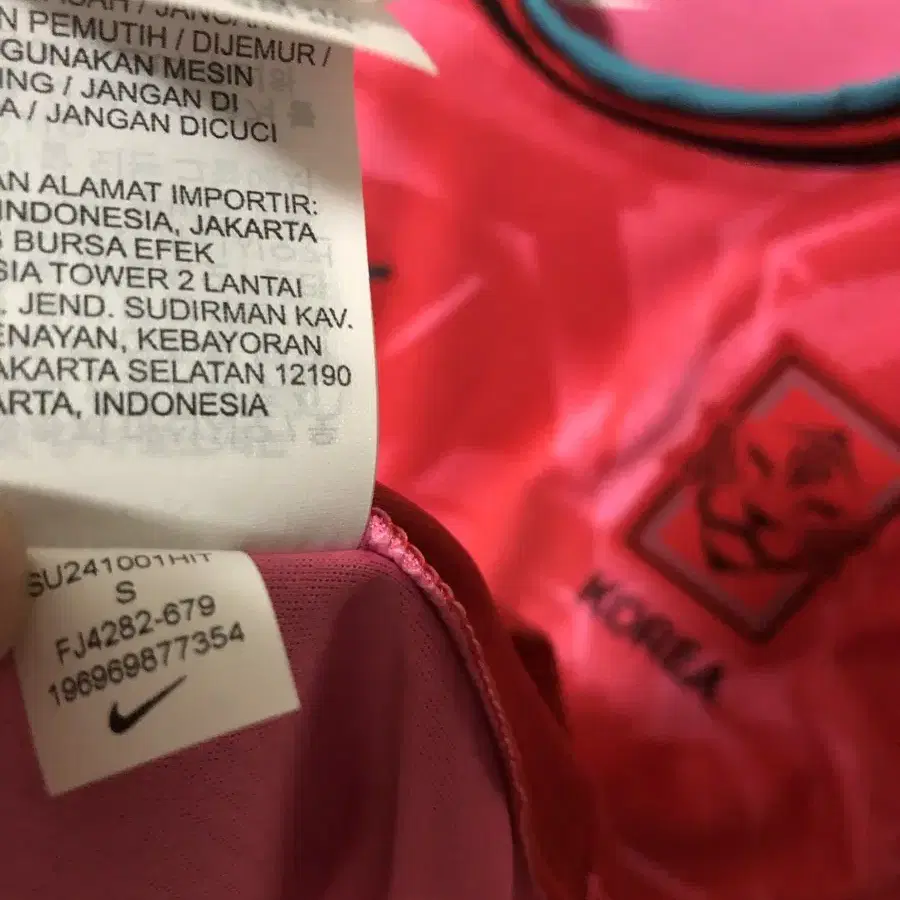 JANGAN
N PEMUTIH / DIJEMUR /
GUNAKAN MESIN
ING / JANGAN DI
A / JANGAN DICUCI
AN ALAMAT IMPORTIR:
INDONESIA, JAKARTA
BURSA EFEK
SIA TOWER 2 LANTAI
. JEND. SUDIRMAN KAV.
ENAYAN, KEBAYORAN
AKARTA SELATAN 12190
ARTA, INDONESIA
SU241001HIT
S
FJ4282-679
196969877354
KOREA